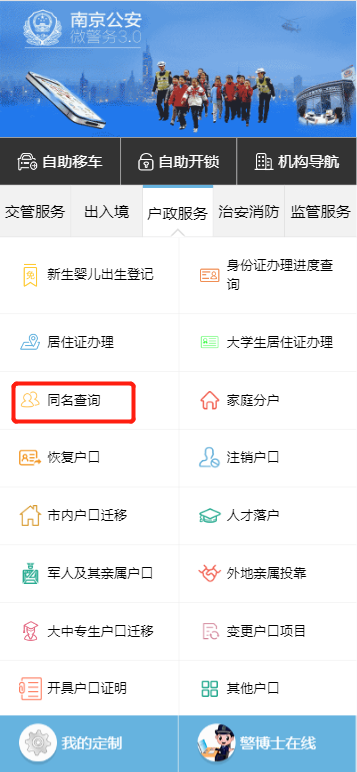 南京公安
微警务3.0
自助移车
自助开锁
机构导航
交管服务
出入境
户政服务
治安消防
监管服务
新生婴儿出生登记
身份证办理进度查
询
居住证办理
大学生居住证办理
同名查询
家庭分户
恢复户口
注销户口
市内户口迁移
人才落户
军人及其亲属户口
外地亲属投靠
大中专生户口迁移
变更户口项目
开具户口证明
其他户口
我的定制
警博士在线